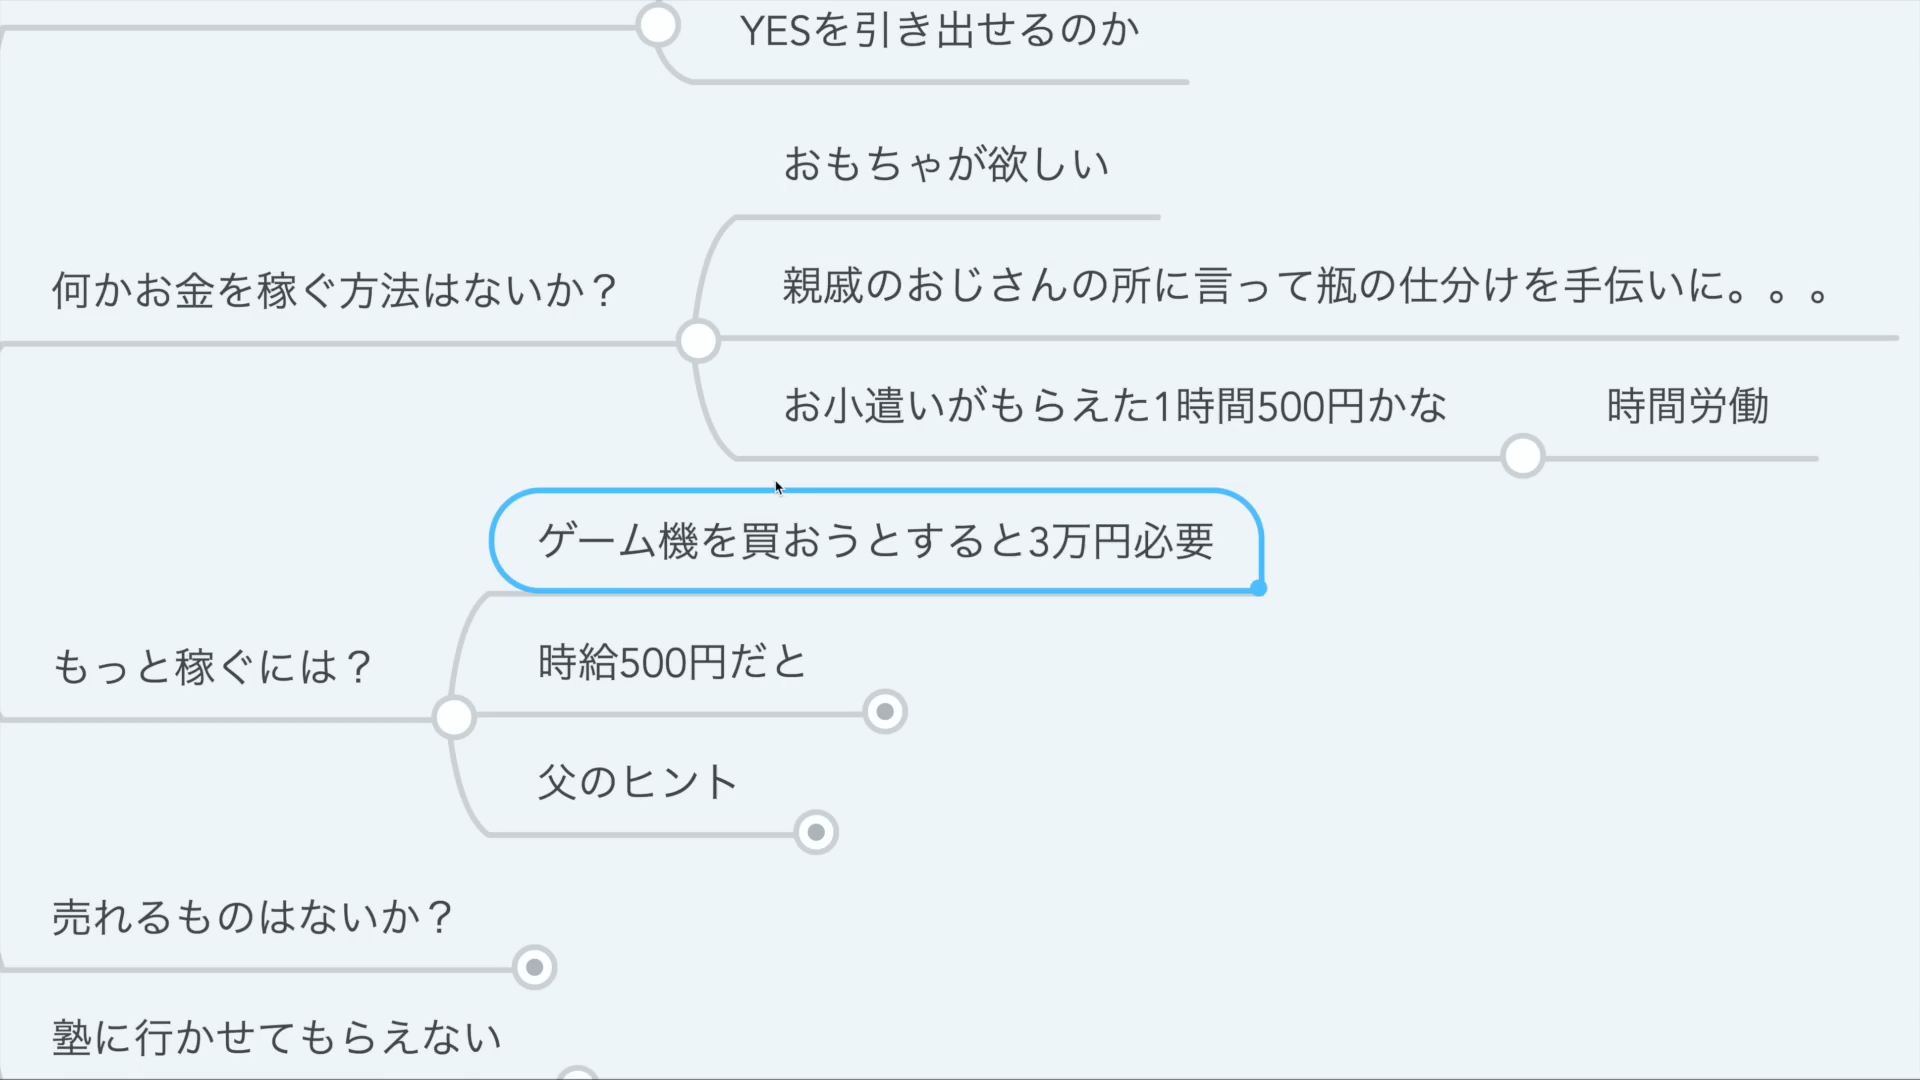 YESを引き出せるのか
おもちゃが欲しい
何かお金を稼ぐ方法はないか？
親戚のおじさんの所に言って瓶の仕分けを手伝いに。。。
お小遣いがもらえた1時間500円かな
時間労働
ゲーム機を買おうとすると3万円必要
もっと稼ぐには？
時給500円だと
父のヒント
売れるものはないか？
塾に行かせてもらえない